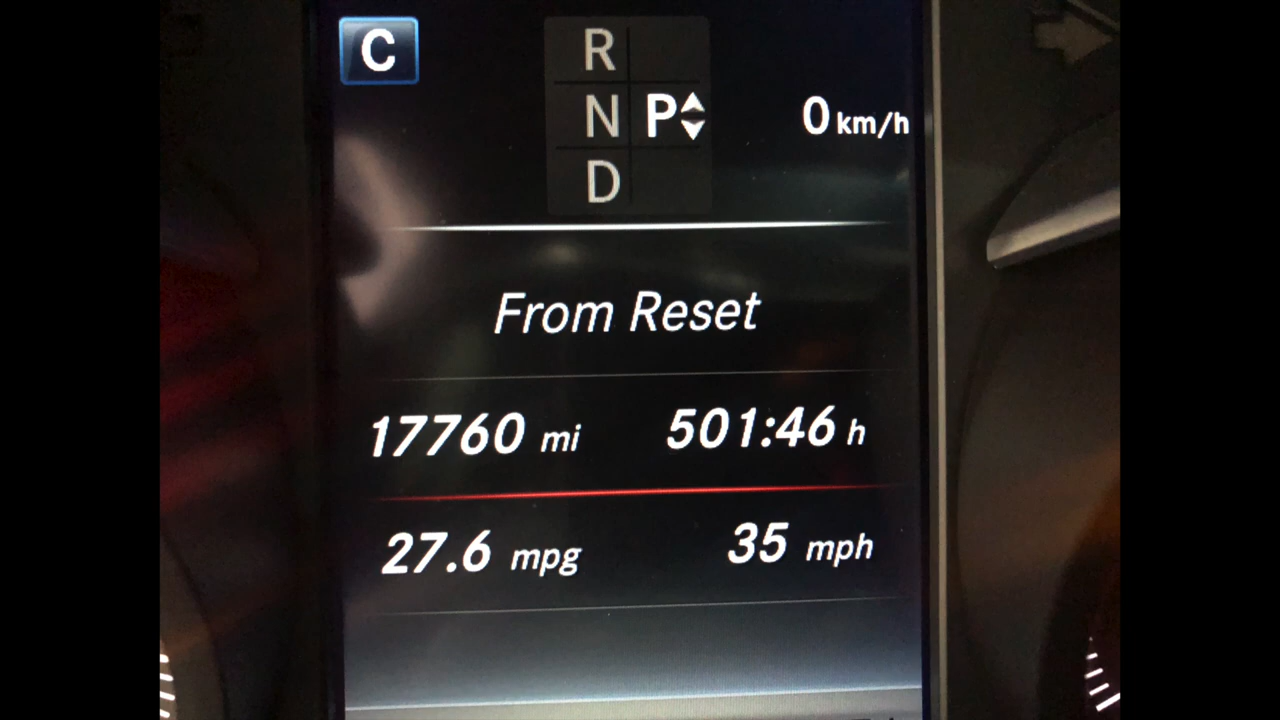 C
R
N P 0 km/h
D
From Reset
17760 mi 501:46 h
27.6 mpg 35 mph